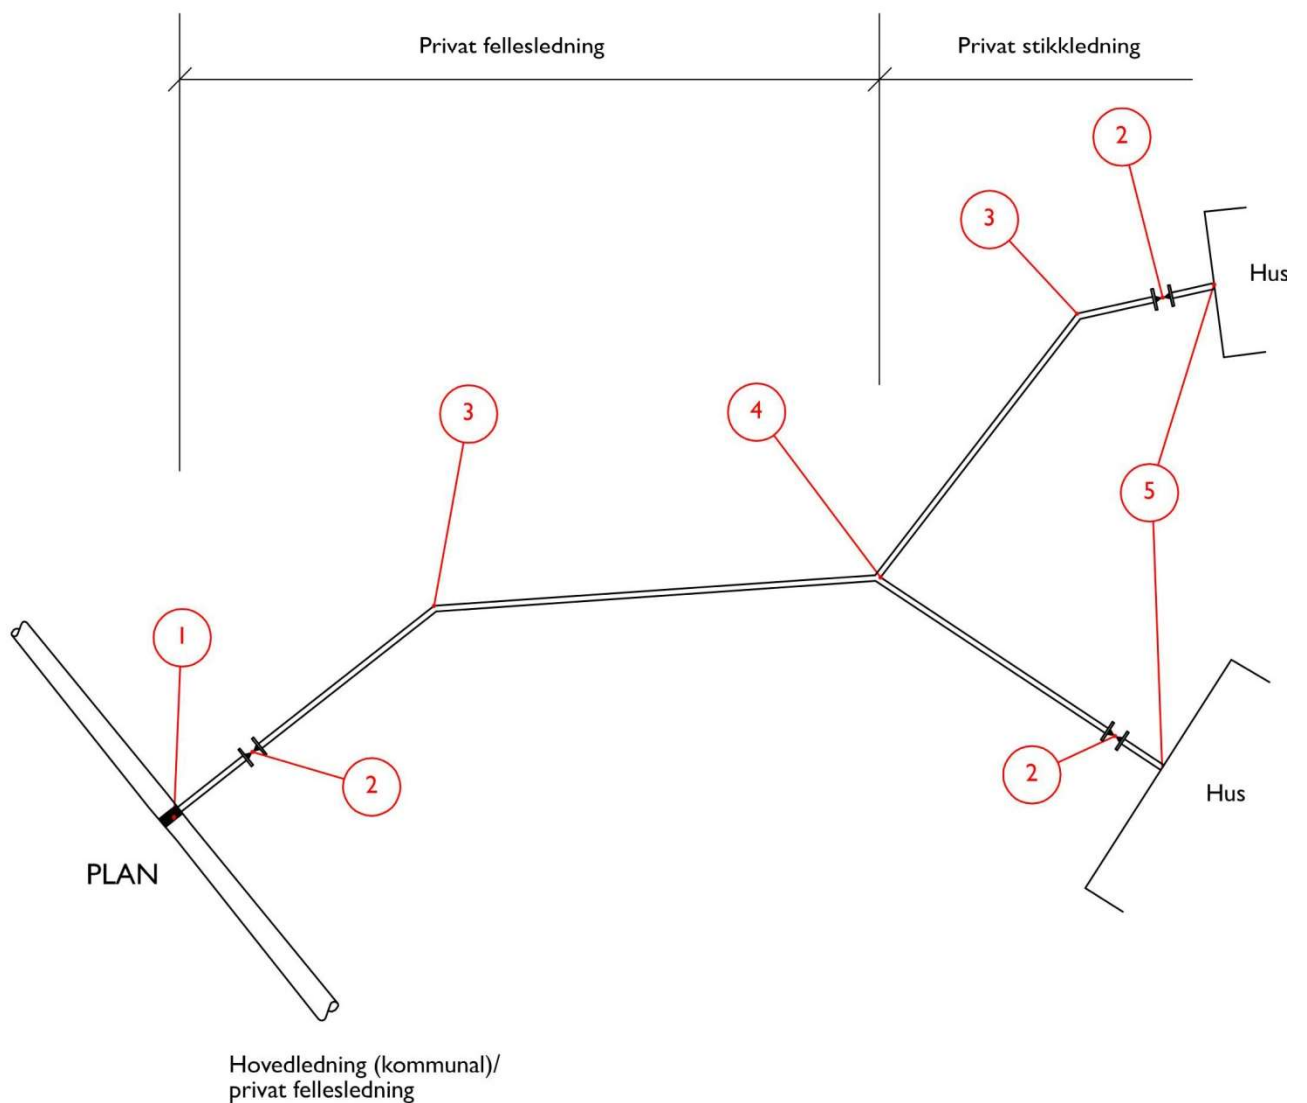 Privat fellesledning
Privat stikkledning
2
3
Hus
3
4
5
1
2
2
Hus
PLAN
Hovedledning (kommunal)/
privat fellesledning